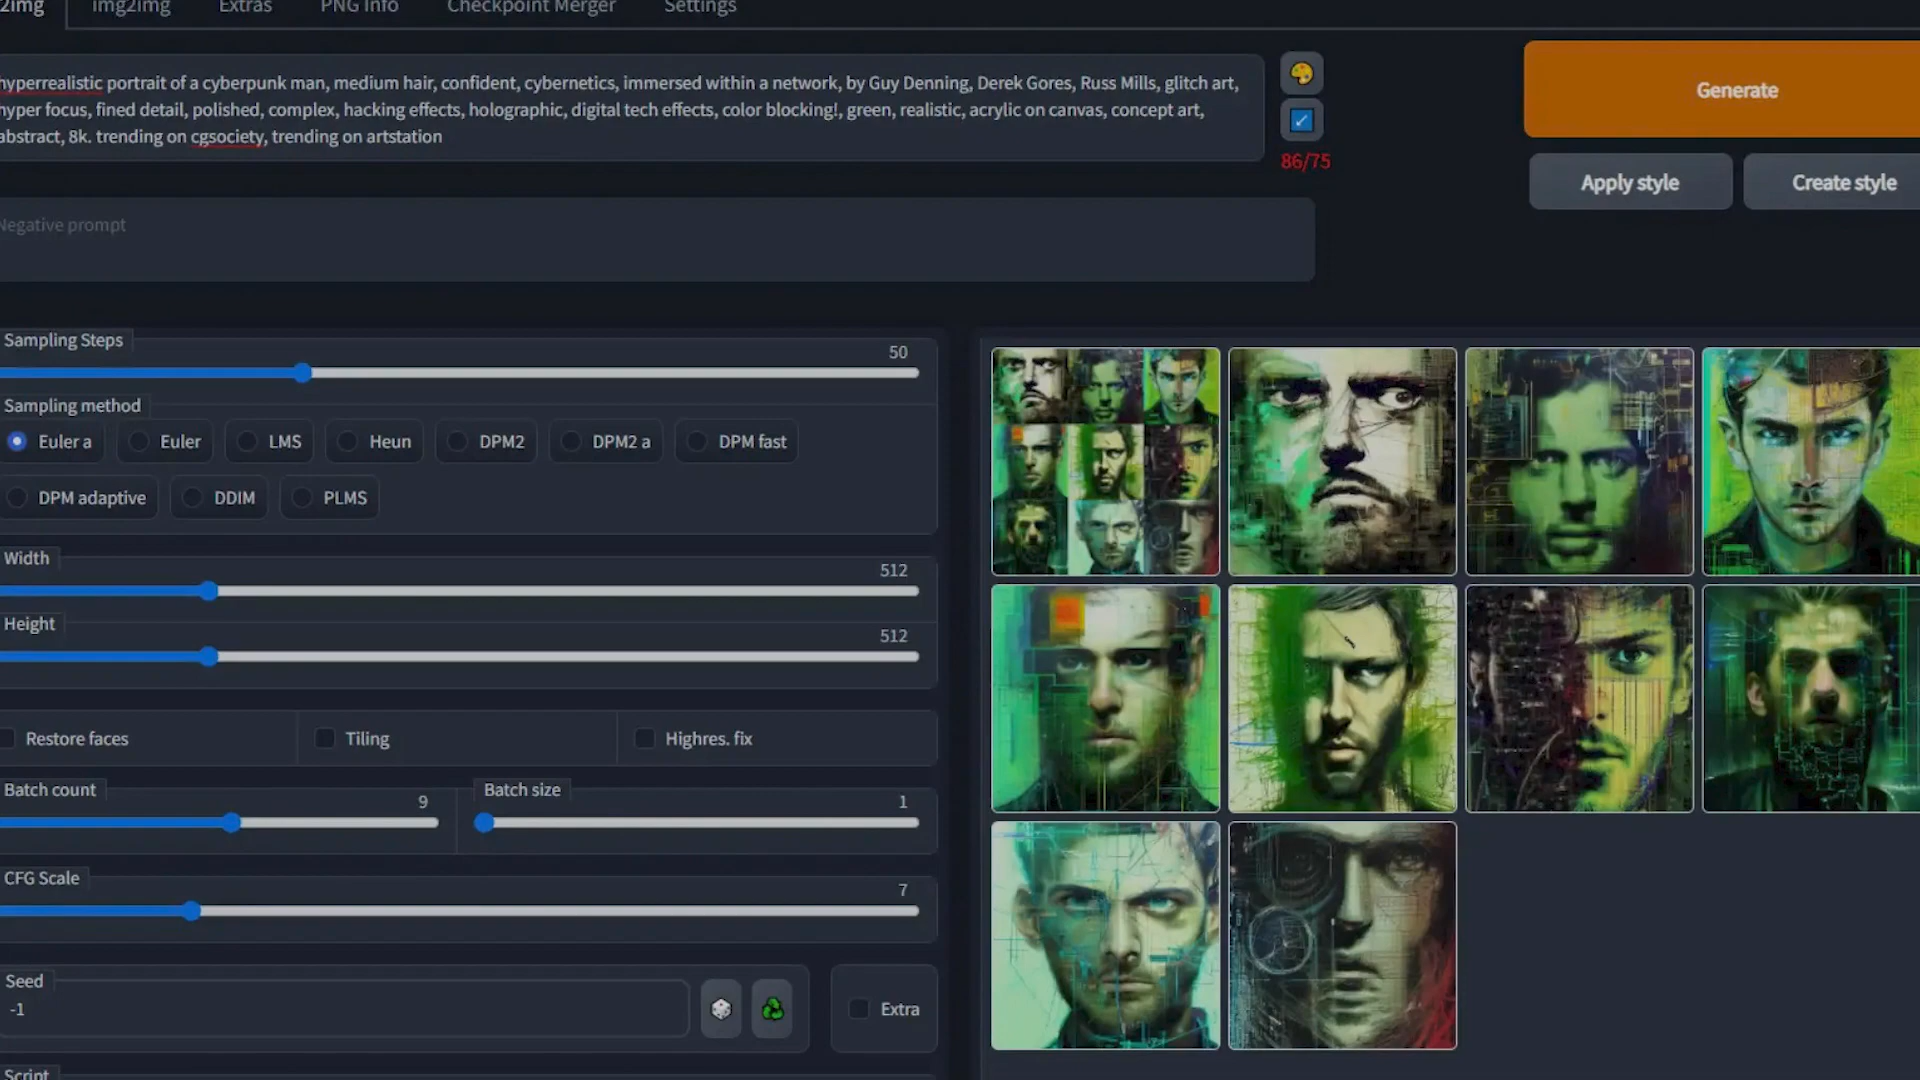 2img img2img Extras PNG Info Checkpoint Merger Settings
hyperrealistic portrait of a cyberpunk man, medium hair, confident, cybernetics, immersed within a network, by Guy Denning, Derek Gores, Russ Mills, glitch art,
hyper focus, fined detail, polished, complex, hacking effects, holographic, digital tech effects, color blocking!, green, realistic, acrylic on canvas, concept art,
abstract, 8k. trending on cgsociety, trending on artstation
86/75
Generate
Apply style Create style
Negative prompt
Sampling Steps
50
Sampling method
Euler a Euler LMS Heun DPM2 DPM2 a DPM fast
DPM adaptive DDIM PLMS
Width
512
Height
512
Restore faces Tiling Highres. fix
Batch count Batch size
9 1
CFG Scale
7
Seed
-1
Extra
Script